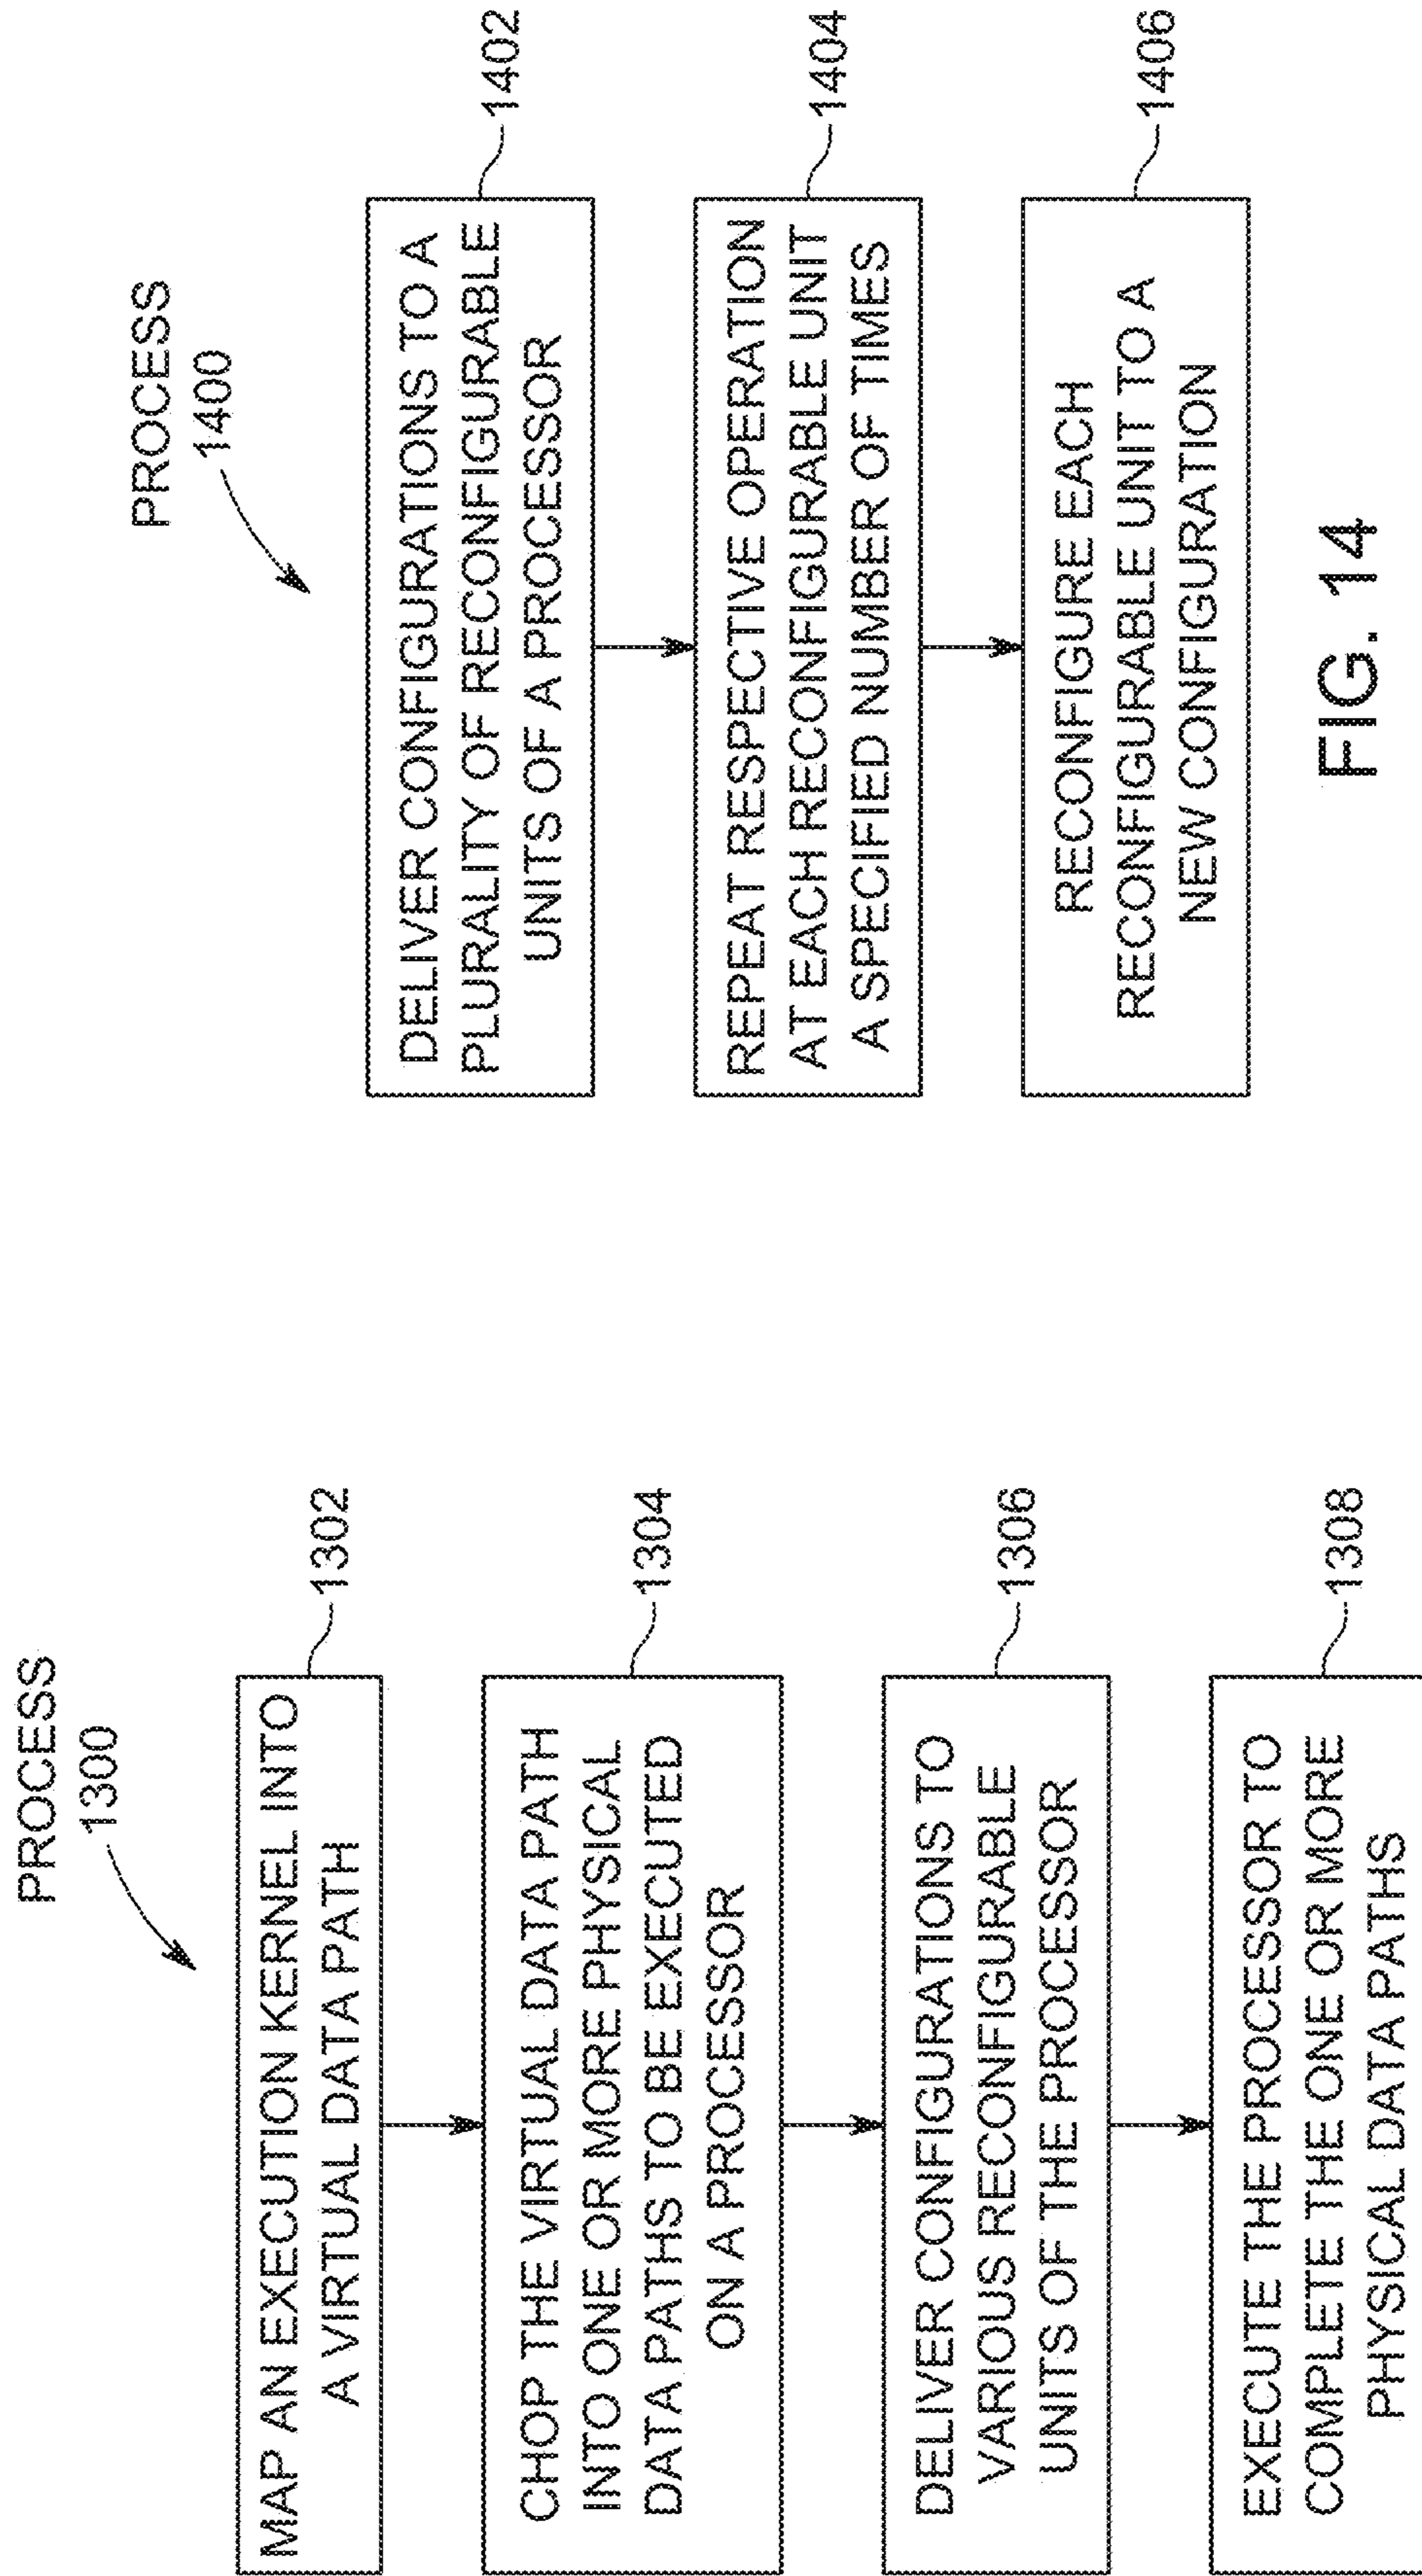 PROCESS
1300
MAP AN EXECUTION KERNEL INTO
A VIRTUAL DATA PATH
1302
CHOP THE VIRTUAL DATA PATH
INTO ONE OR MORE PHYSICAL
DATA PATHS TO BE EXECUTED
ON A PROCESSOR
1304
DELIVER CONFIGURATIONS TO
VARIOUS RECONFIGURABLE
UNITS OF THE PROCESSOR
1306
EXECUTE THE PROCESSOR TO
COMPLETE THE ONE OR MORE
PHYSICAL DATA PATHS
1308
PROCESS
1400
DELIVER CONFIGURATIONS TO A
PLURALITY OF RECONFIGURABLE
UNITS OF A PROCESSOR
1402
REPEAT RESPECTIVE OPERATION
AT EACH RECONFIGURABLE UNIT
A SPECIFIED NUMBER OF TIMES
1404
RECONFIGURE EACH
RECONFIGURABLE UNIT TO A
NEW CONFIGURATION
1406
FIG. 14